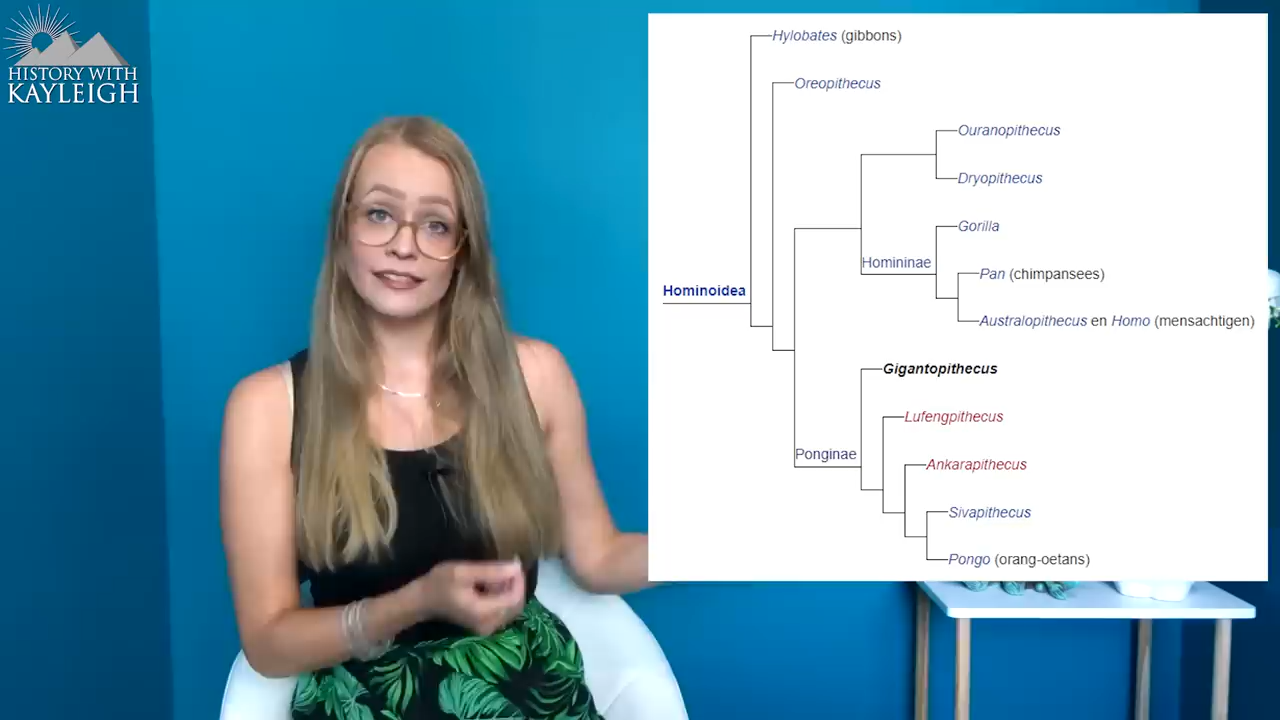 HISTORY WITH
KAYLEIGH
Hylobates (gibbons)
Oreopithecus
Ouranopithecus
Dryopithecus
Gorilla
Homininae
Pan (chimpansees)
Hominoidea
Australopithecus en Homo (mensachtigen)
Gigantopithecus
Lufengpithecus
Ponginae
Ankarapithecus
Sivapithecus
Pongo (orang-oetans)